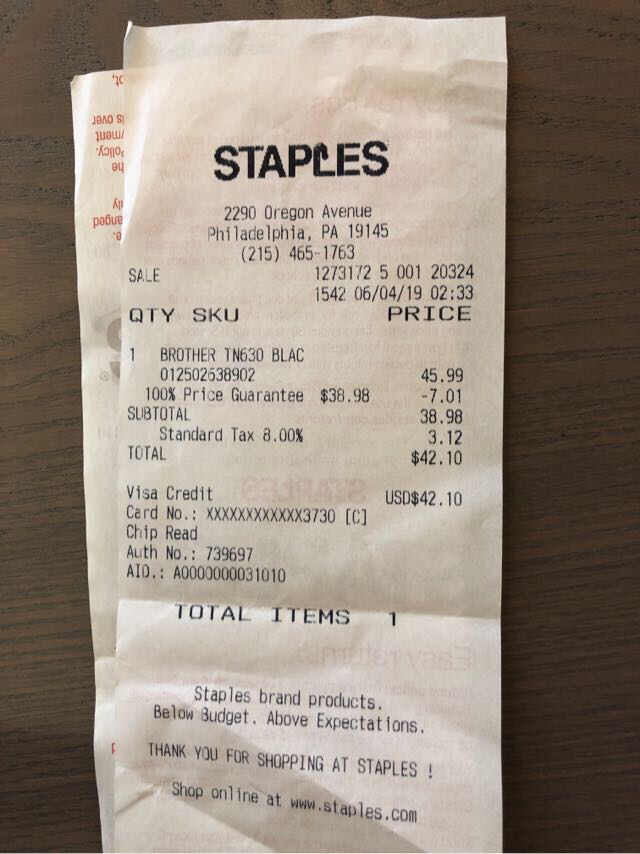 STAPLES
2290 Oregon Avenue
Philadelphia, PA 19145
(215) 465-1763
SALE 1273172 5 001 20324
1542 06/04/19 02:33
QTY SKU PRICE
1 BROTHER TN630 BLAC
012502638902 45.99
100% Price Guarantee $38.98 -7.01
SUBTOTAL 38.98
Standard Tax 8.00% 3.12
TOTAL $42.10
Visa Credit USD$42.10
Card No.: XXXXXXXXXXXX3730 [C]
Chip Read
Auth No.: 739697
AID.: A0000000031010
TOTAL ITEMS 1
Staples brand products.
Below Budget. Above Expectations.
THANK YOU FOR SHOPPING AT STAPLES !
Shop online at www.staples.com